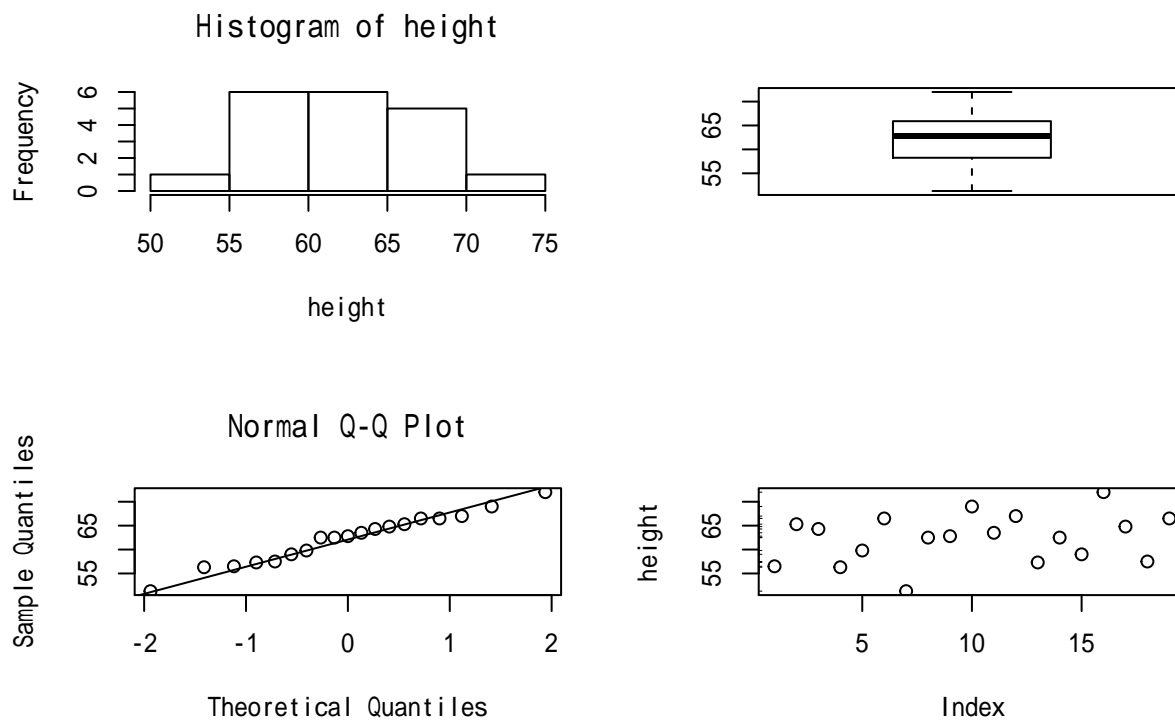 Histogram of height
Frequency
0 2 4 6
50 55 60 65 70 75
height
55 65
Normal Q-Q Plot
Sample Quantiles
55 65
-2 -1 0 1 2
Theoretical Quantiles
height
55 65
5 10 15
Index